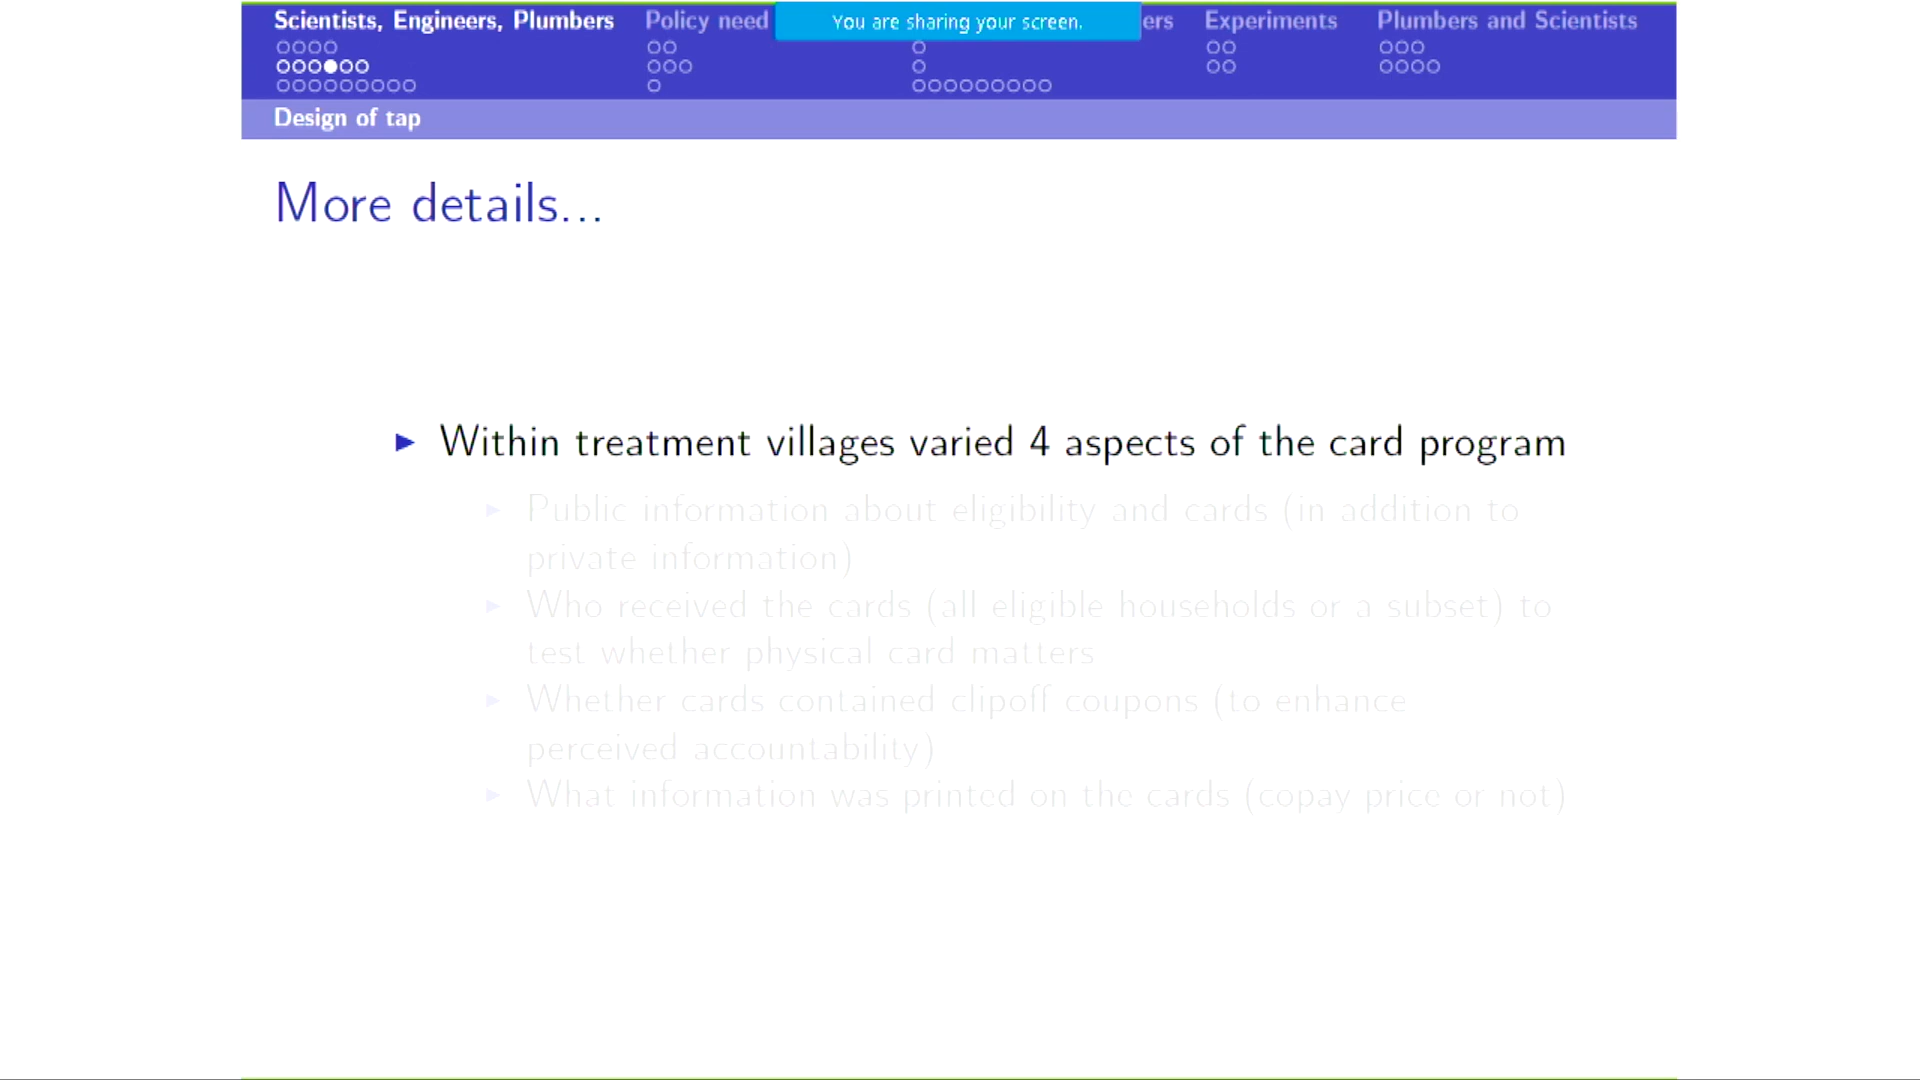 Scientists, Engineers, Plumbers
Policy need
You are sharing your screen.
ers
Experiments
Plumbers and Scientists
Design of tap
More details...
Within treatment villages varied 4 aspects of the card program
Public information about eligibility and cards (in addition to
private information)
Who received the cards (all eligible households or a subset) to
test whether physical card matters
Whether cards contained clipoff coupons (to enhance
perceived accountability)
What information was printed on the cards (copay price or not)